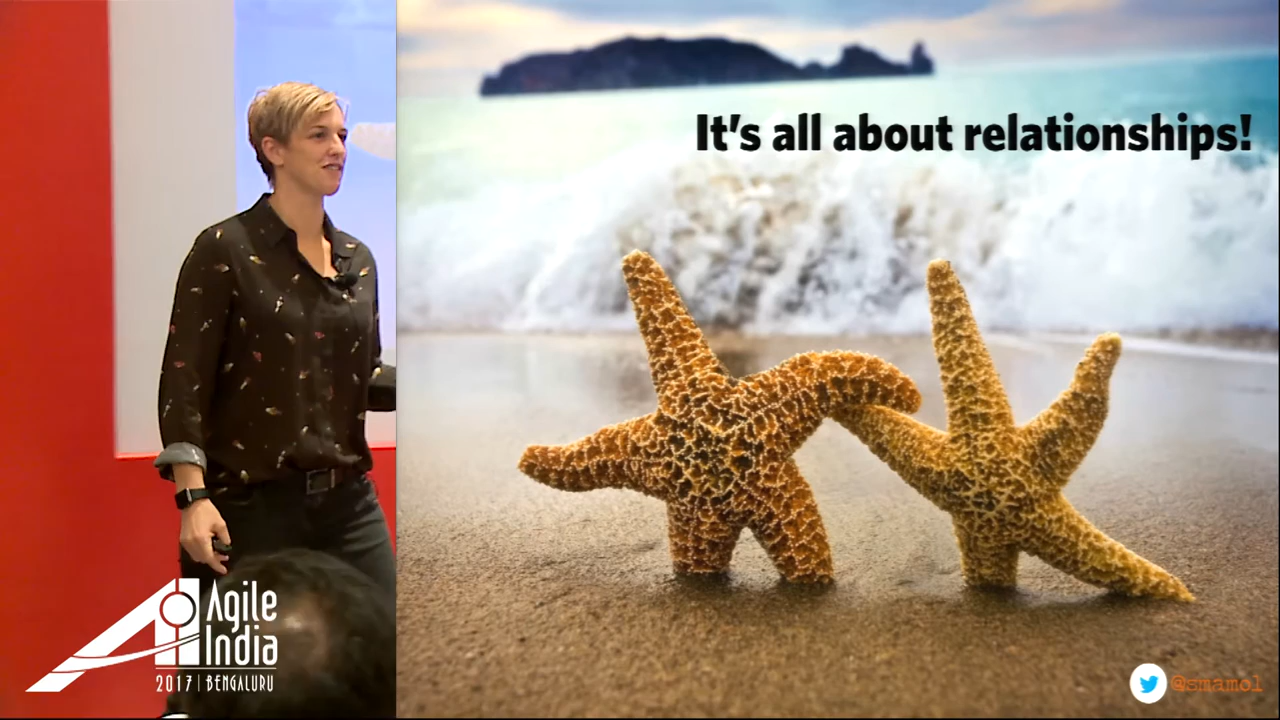 It's all about relationships!
Agile
India
2017 | BENGALURU
@smamol